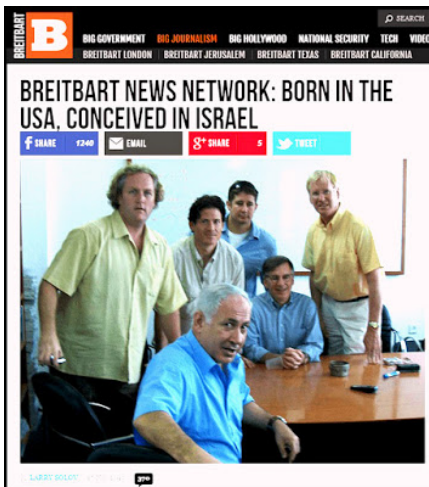 BREITBART
B
SEARCH
BIG GOVERNMENT BIG JOURNALISM BIG HOLLYWOOD NATIONAL SECURITY TECH VIDEO
BREITBART LONDON BREITBART JERUSALEM BREITBART TEXAS BREITBART CALIFORNIA
BREITBART NEWS NETWORK: BORN IN THE
USA, CONCEIVED IN ISRAEL
f SHARE 1240 EMAIL g+ SHARE 5 TWEET
LARRY SOLOV 370